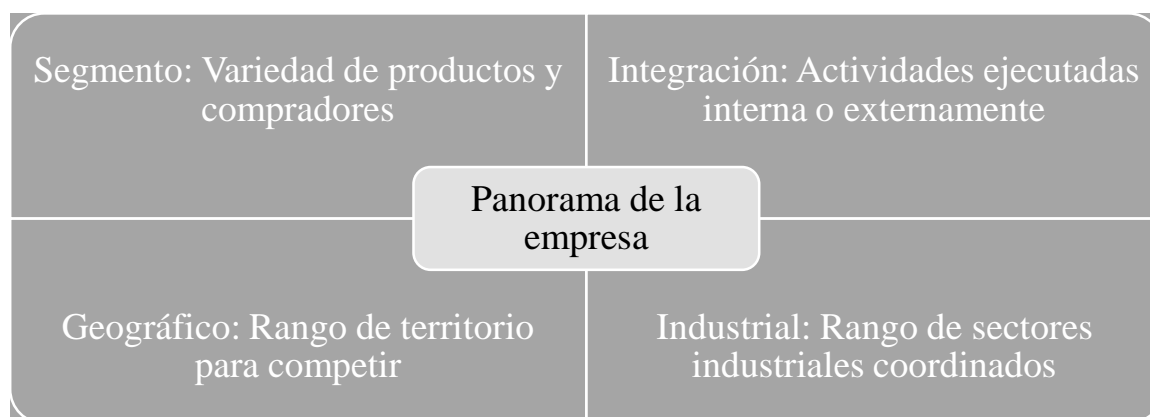 Segmento: Variedad de productos y
compradores
Integración: Actividades ejecutadas
interna o externamente
Panorama de la
empresa
Geográfico: Rango de territorio
para competir
Industrial: Rango de sectores
industriales coordinados